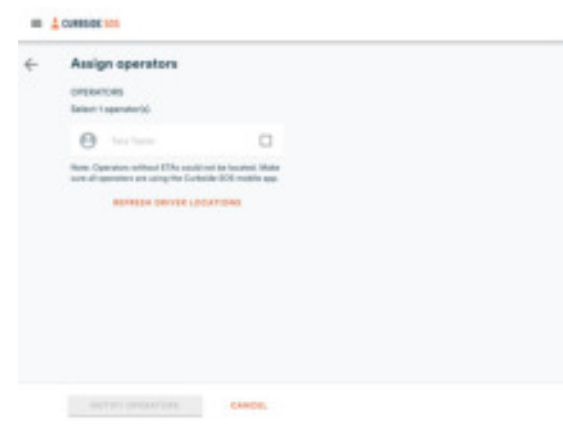 CURBSIDE SOS
Assign operators
OPERATORS
Select 1 operator(s).
Note: Operators without ETAs could not be located. Make
sure all operators are using the Curbside SOS mobile app.
REFRESH DRIVER LOCATIONS
NOTIFY OPERATORS
CANCEL